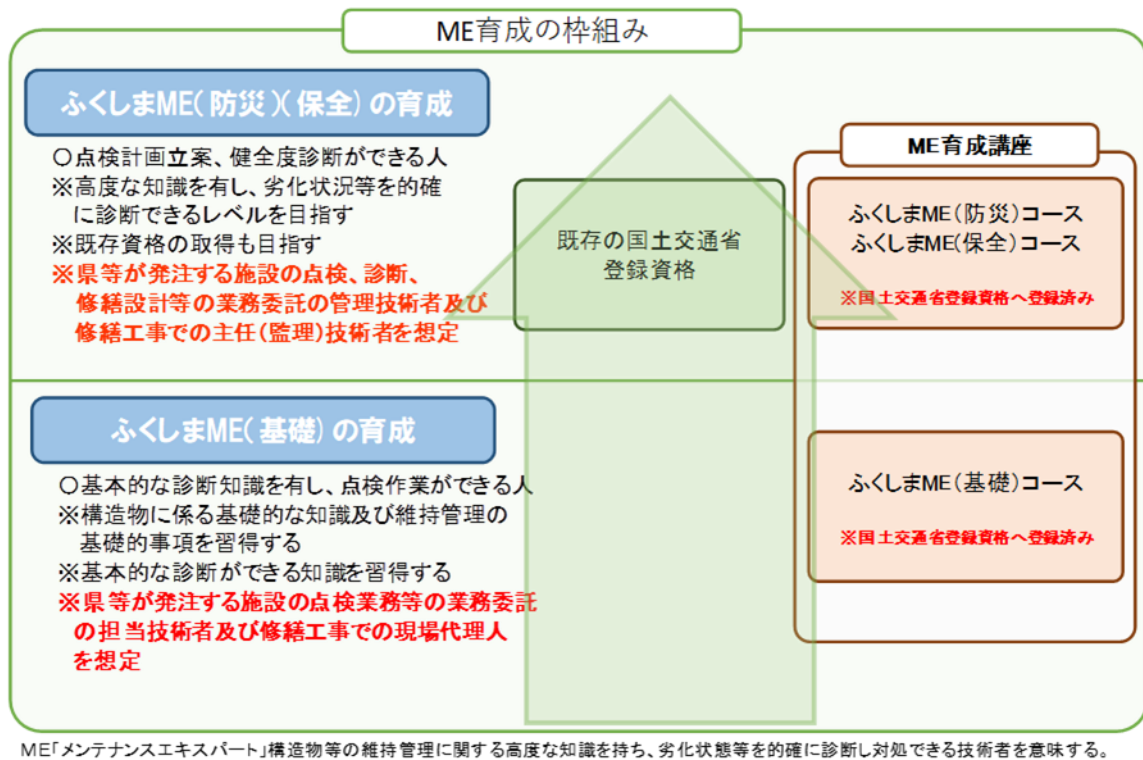 ME育成の枠組み
ふくしまME(防災)(保全)の育成
○点検計画立案、健全度診断ができる人
※高度な知識を有し、劣化状況等を的確
に診断できるレベルを目指す
※既存資格の取得も目指す
※県等が発注する施設の点検、診断、
修繕設計等の業務委託の管理技術者及び
修繕工事での主任(監理)技術者を想定
既存の国土交通省
登録資格
ME育成講座
ふくしまME(防災)コース
ふくしまME(保全)コース
※国土交通省登録資格へ登録済み
ふくしまME(基礎)の育成
○基本的な診断知識を有し、点検作業ができる人
※構造物に係る基礎的な知識及び維持管理の
基礎的事項を習得する
※基本的な診断ができる知識を習得する
※県等が発注する施設の点検業務等の業務委託
の担当技術者及び修繕工事での現場代理人
を想定
ふくしまME(基礎)コース
※国土交通省登録資格へ登録済み
ME「メンテナンスエキスパート」構造物等の維持管理に関する高度な知識を持ち、劣化状態等を的確に診断し対処できる技術者を意味する。